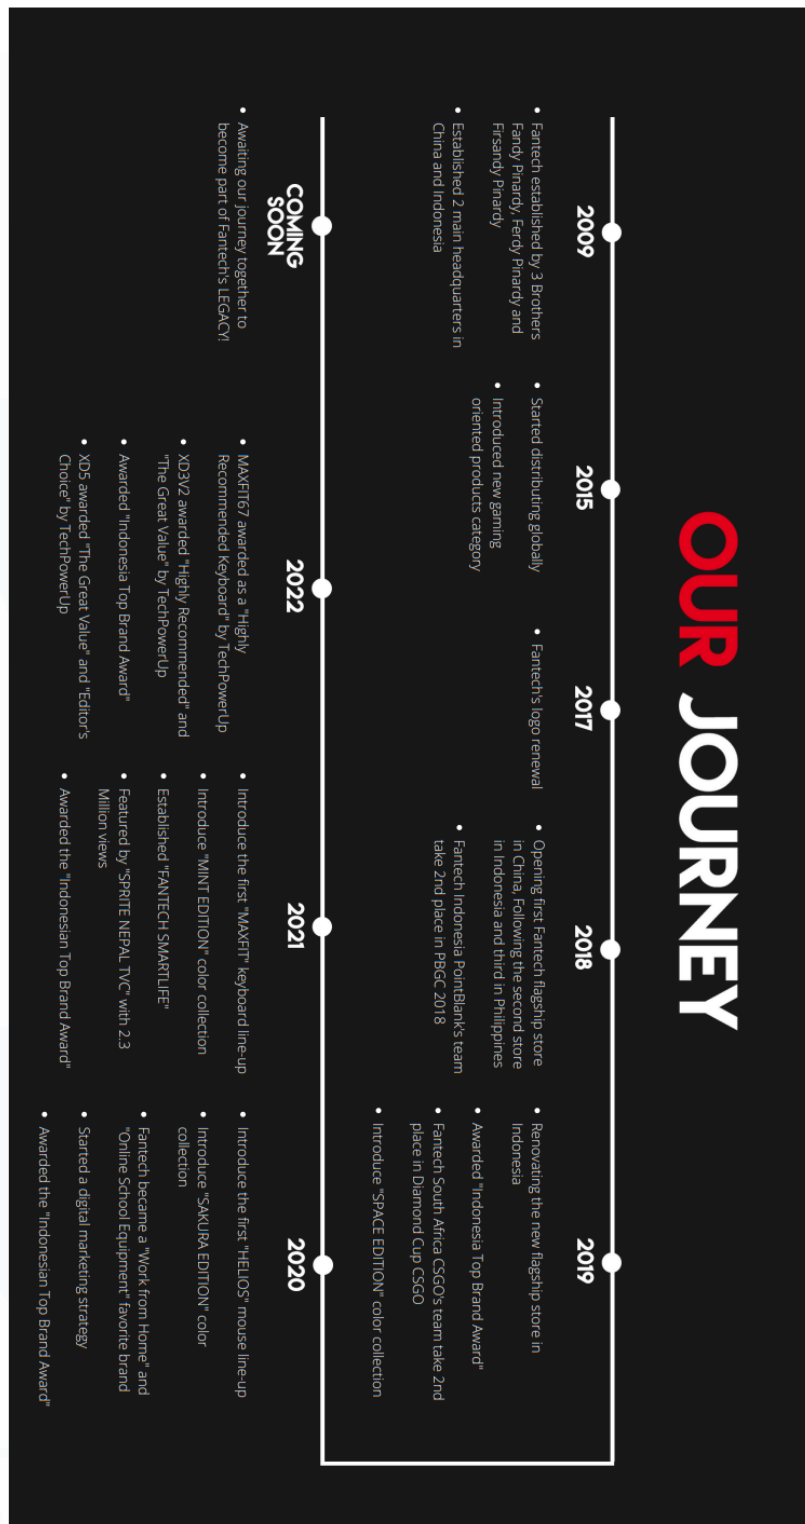 OUR JOURNEY
2009
• Fantech established by 3 Brothers
Fandy Pinardy, Ferdy Pinardy and
Firsandy Pinardy
• Established 2 main headquarters in
China and Indonesia
2015
• Started distributing globally
• Introduced new gaming
oriented products category
2017
• Fantech's logo renewal
2018
• Opening first Fantech flagship store
in China, Following the second store
in Indonesia and third in Philippines
• Fantech Indonesia PointBlank's team
take 2nd place in PBGC 2018
2019
• Renovating the new flagship store in
Indonesia
• Awarded "Indonesia Top Brand Award"
• Fantech South Africa CSGO's team take 2nd
place in Diamond Cup CSGO
• Introduce "SPACE EDITION" color collection
COMING
SOON
• Awaiting our journey together to
become part of Fantech's LEGACY!
2022
• MAXFIT67 awarded as a "Highly
Recommended Keyboard" by TechPowerUp
• XD3V2 awarded "Highly Recommended" and
"The Great Value" by TechPowerUp
• Awarded "Indonesia Top Brand Award"
• XD5 awarded "The Great Value" and "Editor's
Choice" by TechPowerUp
2021
• Introduce the first "MAXFIT" keyboard line-up
• Introduce "MINT EDITION" color collection
• Established "FANTECH SMARTLIFE"
• Featured by "SPRITE NEPAL TVC" with 2.3
Million views
• Awarded the "Indonesian Top Brand Award"
2020
• Introduce the first "HELIOS" mouse line-up
• Introduce "SAKURA EDITION" color
collection
• Fantech became a "Work from Home" and
"Online School Equipment" favorite brand
• Started a digital marketing strategy
• Awarded the "Indonesian Top Brand Award"